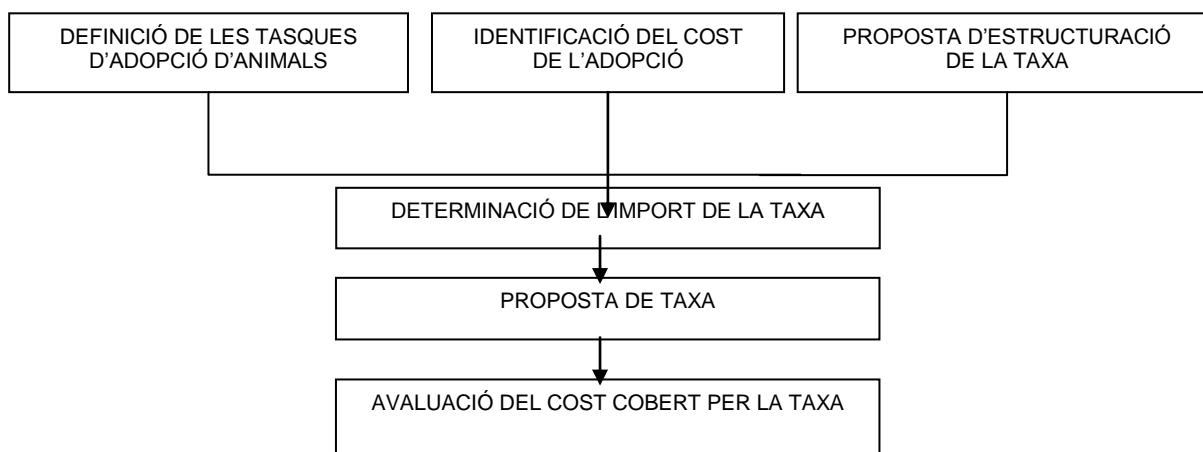 DEFINICIÓ DE LES TASQUES
D'ADOPCIÓ D'ANIMALS
IDENTIFICACIÓ DEL COST
DE L'ADOPCIÓ
PROPOSTA D'ESTRUCTURACIÓ
DE LA TAXA
DETERMINACIÓ DE L'IMPORT DE LA TAXA
PROPOSTA DE TAXA
AVALUACIÓ DEL COST COBERT PER LA TAXA